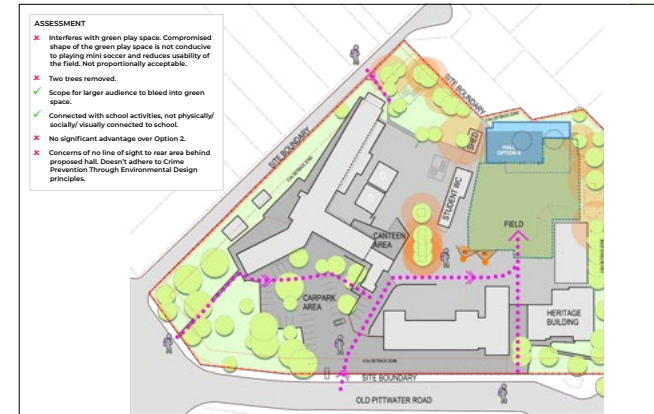 ASSESSMENT
Interferes with green play space. Compromised
shape of the green play space is not conducive
to playing mini soccer and reduces usability of
the field. Not proportionally acceptable.
Two trees removed.
Scope for larger audience to bleed into green
space.
Connected with school activities, not physically/
socially/ visually connected to school.
No significant advantage over Option 2.
Concerns of no line of sight to rear area behind
proposed hall. Doesn't adhere to Crime
Prevention Through Environmental Design
principles.
SITE BOUNDARY
SITE BOUNDARY
SHED
HALL
STUDENT WC
FIELD
CANTEEN
AREA
CARPARK
AREA
HERITAGE
BUILDING
SITE BOUNDARY
OLD PITTWATER ROAD